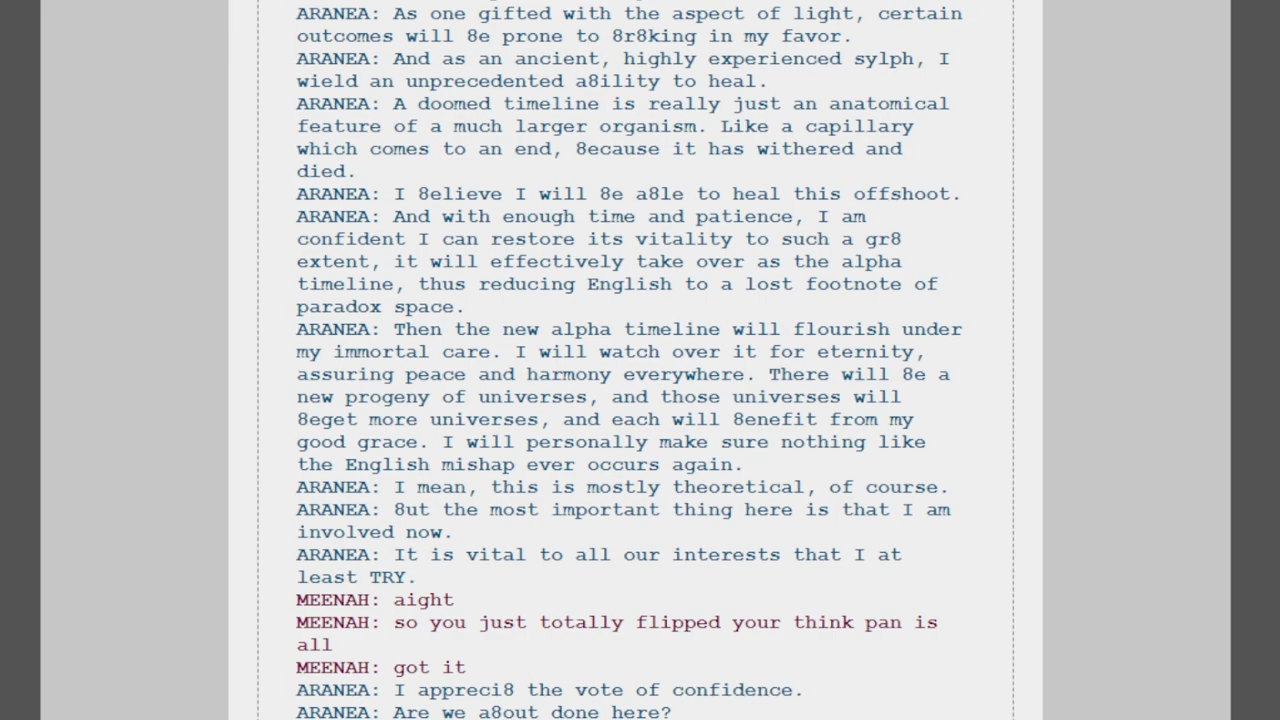 ARANEA: As one gifted with the aspect of light, certain
outcomes will 8e prone to 8r8king in my favor.
ARANEA: And as an ancient, highly experienced sylph, I
wield an unprecedented a8ility to heal.
ARANEA: A doomed timeline is really just an anatomical
feature of a much larger organism. Like a capillary
which comes to an end, 8ecause it has withered and
died.
ARANEA: I 8elieve I will 8e a8le to heal this offshoot.
ARANEA: And with enough time and patience, I am
confident I can restore its vitality to such a gr8
extent, it will effectively take over as the alpha
timeline, thus reducing English to a lost footnote of
paradox space.
ARANEA: Then the new alpha timeline will flourish under
my immortal care. I will watch over it for eternity,
assuring peace and harmony everywhere. There will 8e a
new progeny of universes, and those universes will
8eget more universes, and each will 8enefit from my
good grace. I will personally make sure nothing like
the English mishap ever occurs again.
ARANEA: I mean, this is mostly theoretical, of course.
ARANEA: 8ut the most important thing here is that I am
involved now.
ARANEA: It is vital to all our interests that I at
least TRY.
MEENAH: aight
MEENAH: so you just totally flipped your think pan is
all
MEENAH: got it
ARANEA: I appreci8 the vote of confidence.
ARANEA: Are we a8out done here?